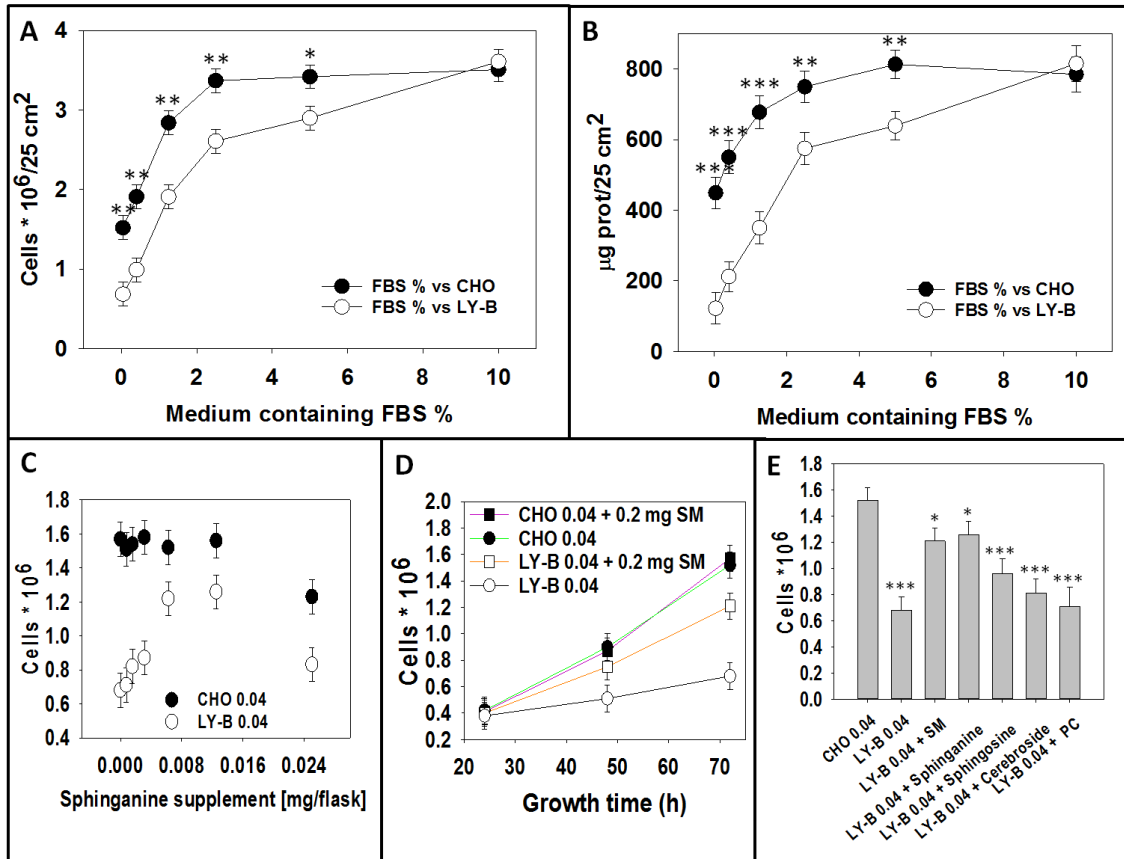 A
4
3
2
1
0
Cells * 10⁶/25 cm²
**
**
**
**
*
FBS % vs CHO
FBS % vs LY-B
0 2 4 6 8 10
Medium containing FBS %
B
800
600
400
200
0
µg prot/25 cm²
***
***
***
**
**
FBS % vs CHO
FBS % vs LY-B
0 2 4 6 8 10
Medium containing FBS %
C
1.8
1.6
1.4
1.2
1.0
0.8
0.6
0.4
Cells * 10⁶
CHO 0.04
LY-B 0.04
0.000 0.008 0.016 0.024
Sphinganine supplement [mg/flask]
D
2.0
1.8
1.6
1.4
1.2
1.0
0.8
0.6
0.4
0.2
Cells * 10⁶
CHO 0.04 + 0.2 mg SM
CHO 0.04
LY-B 0.04 + 0.2 mg SM
LY-B 0.04
20 30 40 50 60 70
Growth time (h)
E
1.8
1.6
1.4
1.2
1.0
0.8
0.6
0.4
0.2
0.0
Cells *10⁶
***
*
*
***
***
***
CHO 0.04
LY-B 0.04
LY-B 0.04 + SM
LY-B 0.04 + Sphinganine
LY-B 0.04 + Sphingosine
LY-B 0.04 + Cerebroside
LY-B 0.04 + PC